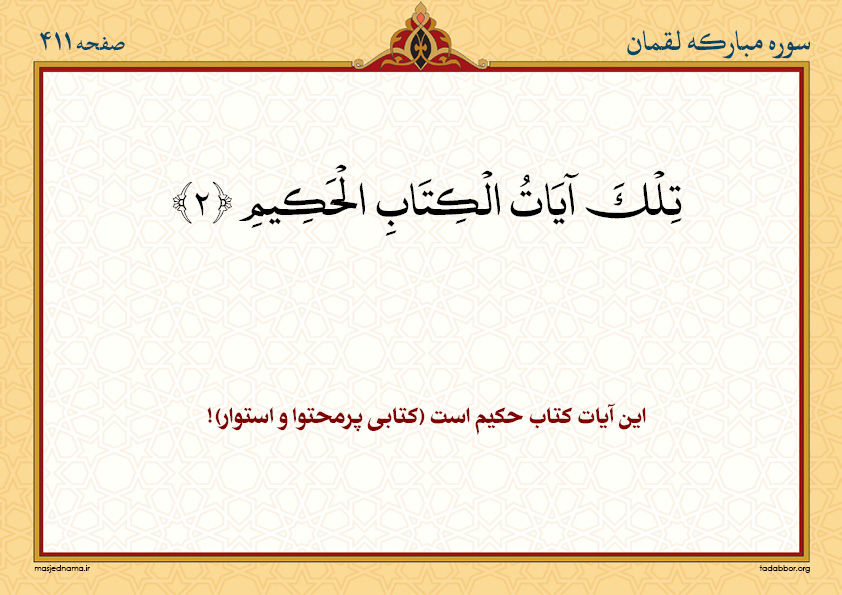 سوره مبارکه لقمان
صفحه ۴۱۱
تِلْكَ آيَاتُ الْكِتَابِ الْحَكِيمِ ﴿۲﴾
این آیات کتاب حکیم است (کتابی پرمحتوا و استوار)!
tadabbor.org
masjednama.ir